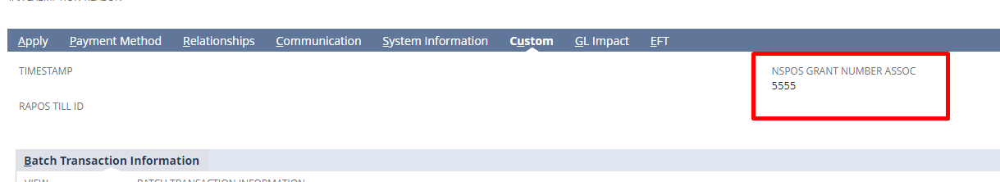 Apply Payment Method Relationships Communication System Information Custom GL Impact EFT
TIMESTAMP
NSPOS GRANT NUMBER ASSOC
5555
RAPOS TILL ID
Batch Transaction Information
VIEW BATCH TRANSACTION INFORMATION